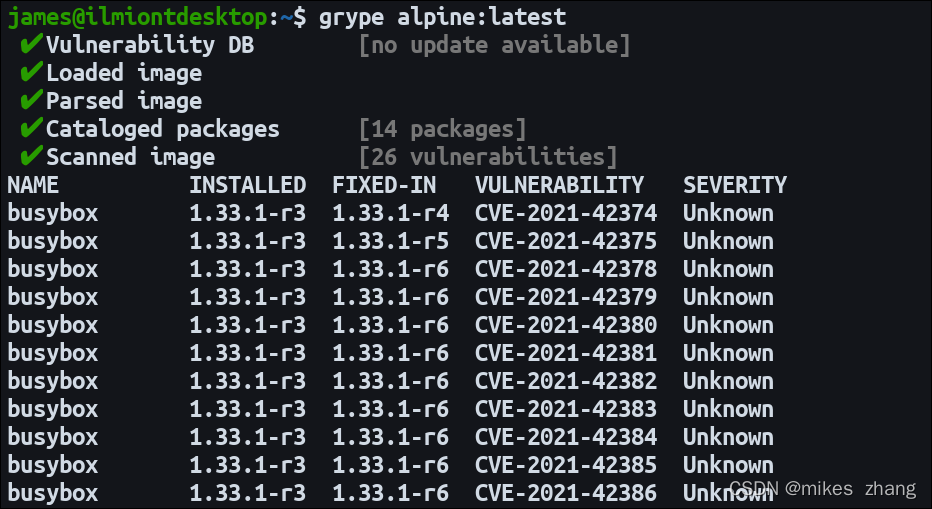 james@ilmiontdesktop:~$ grype alpine:latest
✔Vulnerability DB [no update available]
✔Loaded image
✔Parsed image
✔Cataloged packages [14 packages]
✔Scanned image [26 vulnerabilities]
NAME INSTALLED FIXED-IN VULNERABILITY SEVERITY
busybox 1.33.1-r3 1.33.1-r4 CVE-2021-42374 Unknown
busybox 1.33.1-r3 1.33.1-r5 CVE-2021-42375 Unknown
busybox 1.33.1-r3 1.33.1-r6 CVE-2021-42378 Unknown
busybox 1.33.1-r3 1.33.1-r6 CVE-2021-42379 Unknown
busybox 1.33.1-r3 1.33.1-r6 CVE-2021-42380 Unknown
busybox 1.33.1-r3 1.33.1-r6 CVE-2021-42381 Unknown
busybox 1.33.1-r3 1.33.1-r6 CVE-2021-42382 Unknown
busybox 1.33.1-r3 1.33.1-r6 CVE-2021-42383 Unknown
busybox 1.33.1-r3 1.33.1-r6 CVE-2021-42384 Unknown
busybox 1.33.1-r3 1.33.1-r6 CVE-2021-42385 Unknown
busybox 1.33.1-r3 1.33.1-r6 CVE-2021-42386 Unknown
CSDN @mikes zhang